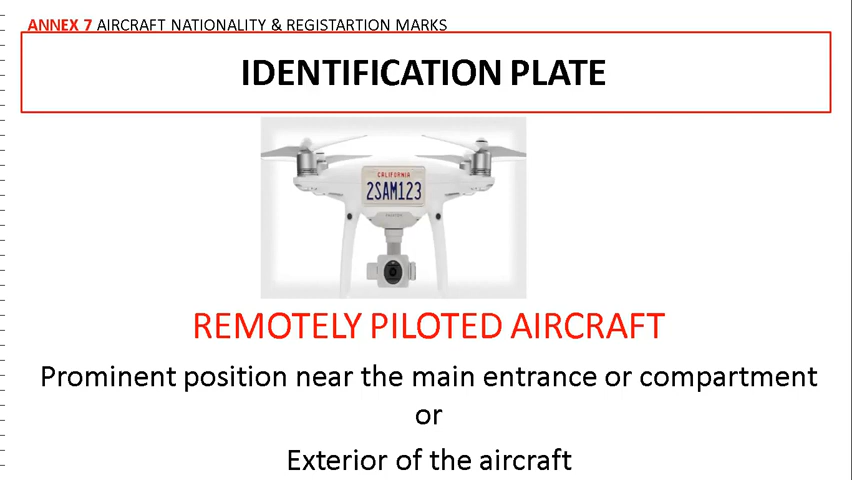 ANNEX 7 AIRCRAFT NATIONALITY & REGISTARTION MARKS
IDENTIFICATION PLATE
CALIFORNIA
2SAM123
REMOTELY PILOTED AIRCRAFT
Prominent position near the main entrance or compartment
or
Exterior of the aircraft